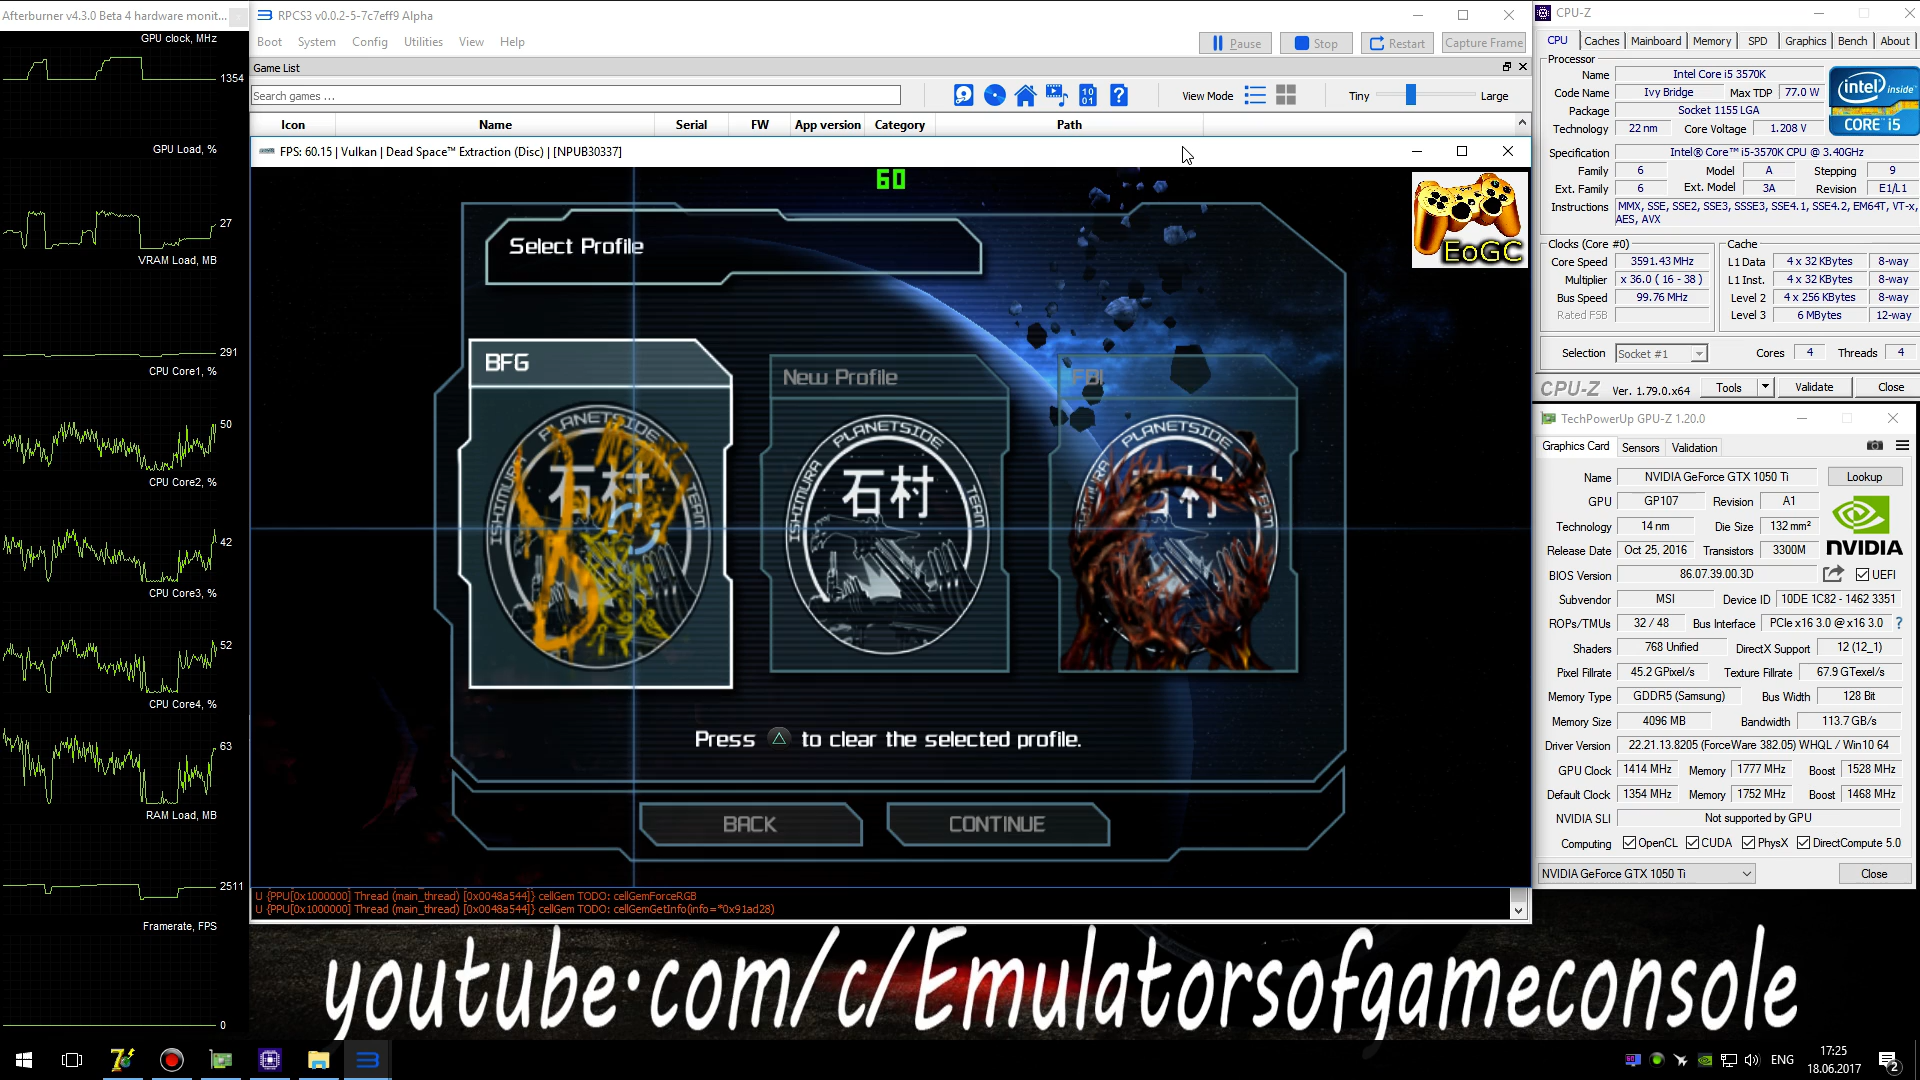 Afterburner v4.3.0 Beta 4 hardware monit...
GPU clock, MHz
1354
GPU Load, %
27
VRAM Load, MB
291
CPU Core1, %
50
CPU Core2, %
42
CPU Core3, %
52
CPU Core4, %
63
RAM Load, MB
2511
Framerate, FPS
0
RPCS3 v0.0.2-5-7c7eff9 Alpha
Boot System Config Utilities View Help
Pause Stop Restart Capture Frame
Game List
Search games ...
View Mode Tiny Large
Icon Name Serial FW App version Category Path
FPS: 60.15 | Vulkan | Dead Space™ Extraction (Disc) | [NPUB30337]
60
EoGC
Select Profile
BFG
New Profile
FBI
PLANETSIDE
ISHIMURA 石村 TEAM
PLANETSIDE
ISHIMURA 石村 TEAM
PLANETSIDE
ISHIMURA 石村 TEAM
Press △ to clear the selected profile.
BACK CONTINUE
U {PPU[0x1000000] Thread (main_thread) [0x0048a544]} cellGem TODO: cellGemForceRGB
U {PPU[0x1000000] Thread (main_thread) [0x0048a544]} cellGem TODO: cellGemGetInfo(info=*0x91ad28)
youtube.com/c/Emulatorsofgameconsole
CPU-Z
CPU Caches Mainboard Memory SPD Graphics Bench About
Processor
Name Intel Core i5 3570K
Code Name Ivy Bridge Max TDP 77.0 W
Package Socket 1155 LGA
Technology 22 nm Core Voltage 1.208 V
intel inside™
CORE i5
Specification Intel® Core™ i5-3570K CPU @ 3.40GHz
Family 6 Model A Stepping 9
Ext. Family 6 Ext. Model 3A Revision E1/L1
Instructions MMX, SSE, SSE2, SSE3, SSSE3, SSE4.1, SSE4.2, EM64T, VT-x,
AES, AVX
Clocks (Core #0)
Core Speed 3591.43 MHz
Multiplier x 36.0 ( 16 - 38 )
Bus Speed 99.76 MHz
Rated FSB
Cache
L1 Data 4 x 32 KBytes 8-way
L1 Inst. 4 x 32 KBytes 8-way
Level 2 4 x 256 KBytes 8-way
Level 3 6 MBytes 12-way
Selection Socket #1 Cores 4 Threads 4
CPU-Z Ver. 1.79.0.x64 Tools Validate Close
TechPowerUp GPU-Z 1.20.0
Graphics Card Sensors Validation
Name NVIDIA GeForce GTX 1050 Ti Lookup
GPU GP107 Revision A1
Technology 14 nm Die Size 132 mm²
Release Date Oct 25, 2016 Transistors 3300M
NVIDIA
BIOS Version 86.07.39.00.3D UEFI
Subvendor MSI Device ID 10DE 1C82 - 1462 3351
ROPs/TMUs 32 / 48 Bus Interface PCIe x16 3.0 @ x16 3.0 ?
Shaders 768 Unified DirectX Support 12 (12_1)
Pixel Fillrate 45.2 GPixel/s Texture Fillrate 67.9 GTexel/s
Memory Type GDDR5 (Samsung) Bus Width 128 Bit
Memory Size 4096 MB Bandwidth 113.7 GB/s
Driver Version 22.21.13.8205 (ForceWare 382.05) WHQL / Win10 64
GPU Clock 1414 MHz Memory 1777 MHz Boost 1528 MHz
Default Clock 1354 MHz Memory 1752 MHz Boost 1468 MHz
NVIDIA SLI Not supported by GPU
Computing OpenCL CUDA PhysX DirectCompute 5.0
NVIDIA GeForce GTX 1050 Ti Close
ENG 17:25
18.06.2017
2